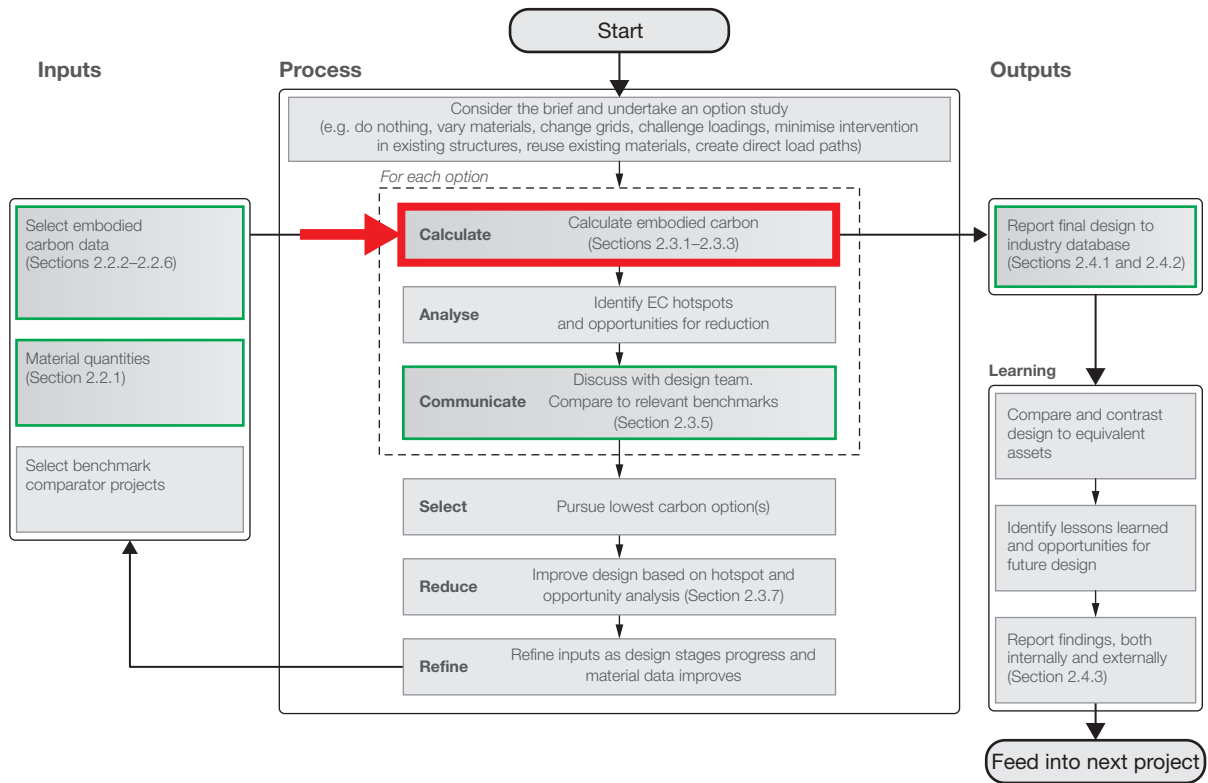 Start
Inputs
Process
Outputs
Consider the brief and undertake an option study
(e.g. do nothing, vary materials, change grids, challenge loadings, minimise intervention
in existing structures, reuse existing materials, create direct load paths)
For each option
Select embodied
carbon data
(Sections 2.2.2–2.2.6)
Material quantities
(Section 2.2.1)
Select benchmark
comparator projects
Calculate
Calculate embodied carbon
(Sections 2.3.1–2.3.3)
Analyse
Identify EC hotspots
and opportunities for reduction
Communicate
Discuss with design team.
Compare to relevant benchmarks
(Section 2.3.5)
Select
Pursue lowest carbon option(s)
Reduce
Improve design based on hotspot and
opportunity analysis (Section 2.3.7)
Refine
Refine inputs as design stages progress and
material data improves
Report final design to
industry database
(Sections 2.4.1 and 2.4.2)
Learning
Compare and contrast
design to equivalent
assets
Identify lessons learned
and opportunities for
future design
Report findings, both
internally and externally
(Section 2.4.3)
Feed into next project